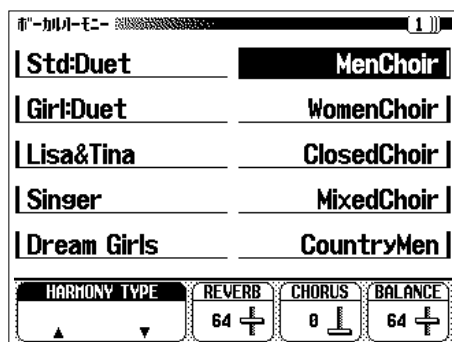 ボーカルハーモニー 1
Std:Duet MenChoir
Girl:Duet WomenChoir
Lisa&Tina ClosedChoir
Singer MixedChoir
Dream Girls CountryMen
HARMONY TYPE REVERB CHORUS BALANCE
▲ ▼ 64 0 64